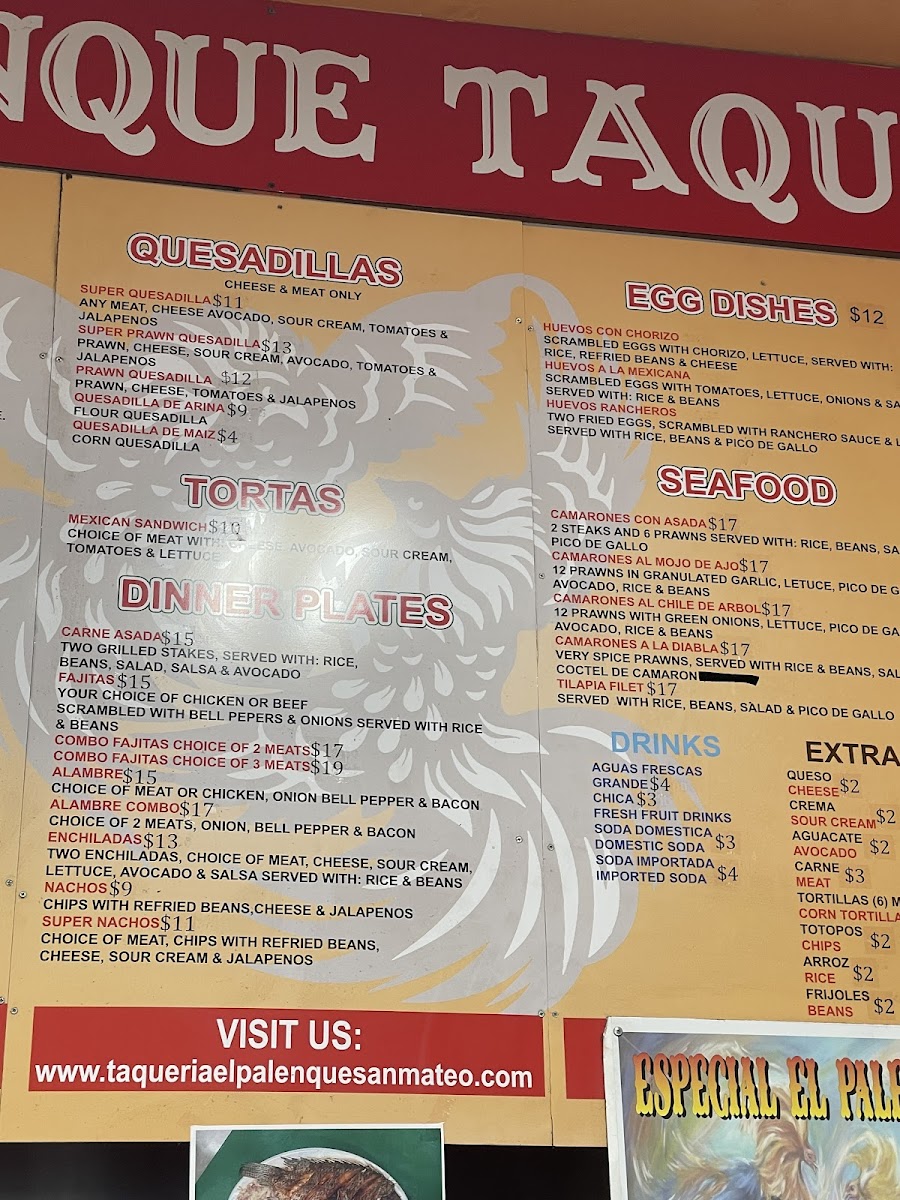 NQUE TAQU
QUESADILLAS
CHEESE & MEAT ONLY
SUPER QUESADILLA $11
ANY MEAT, CHEESE AVOCADO, SOUR CREAM, TOMATOES &
JALAPENOS
SUPER PRAWN QUESADILLA $13
PRAWN, CHEESE, SOUR CREAM, AVOCADO, TOMATOES &
JALAPENOS
PRAWN QUESADILLA $12
PRAWN, CHEESE, TOMATOES & JALAPENOS
QUESADILLA DE ARINA $9
FLOUR QUESADILLA
QUESADILLA DE MAIZ $4
CORN QUESADILLA
TORTAS
MEXICAN SANDWICH $10
CHOICE OF MEAT WITH: CHEESE, AVOCADO, SOUR CREAM,
TOMATOES & LETTUCE
DINNER PLATES
CARNE ASADA $15
TWO GRILLED STAKES, SERVED WITH: RICE,
BEANS, SALAD, SALSA & AVOCADO
FAJITAS $15
YOUR CHOICE OF CHICKEN OR BEEF
SCRAMBLED WITH BELL PEPERS & ONIONS SERVED WITH RICE
& BEANS
COMBO FAJITAS CHOICE OF 2 MEATS $17
COMBO FAJITAS CHOICE OF 3 MEATS $19
ALAMBRE $15
CHOICE OF MEAT OR CHICKEN, ONION BELL PEPPER & BACON
ALAMBRE COMBO $17
CHOICE OF 2 MEATS, ONION, BELL PEPPER & BACON
ENCHILADAS $13
TWO ENCHILADAS, CHOICE OF MEAT, CHEESE, SOUR CREAM,
LETTUCE, AVOCADO & SALSA SERVED WITH: RICE & BEANS
NACHOS $9
CHIPS WITH REFRIED BEANS,CHEESE & JALAPENOS
SUPER NACHOS $11
CHOICE OF MEAT, CHIPS WITH REFRIED BEANS,
CHEESE, SOUR CREAM & JALAPENOS
VISIT US:
www.taqueriaelpalenquesanmateo.com
EGG DISHES $12
HUEVOS CON CHORIZO
SCRAMBLED EGGS WITH CHORIZO, LETTUCE, SERVED WITH:
RICE, REFRIED BEANS & CHEESE
HUEVOS A LA MEXICANA
SCRAMBLED EGGS WITH TOMATOES, LETTUCE, ONIONS & SA
SERVED WITH: RICE & BEANS
HUEVOS RANCHEROS
TWO FRIED EGGS, SCRAMBLED WITH RANCHERO SAUCE & L
SERVED WITH RICE, BEANS & PICO DE GALLO
SEAFOOD
CAMARONES CON ASADA $17
2 STEAKS AND 6 PRAWNS SERVED WITH: RICE, BEANS, SA
PICO DE GALLO
CAMARONES AL MOJO DE AJO $17
12 PRAWNS IN GRANULATED GARLIC, LETUCE, PICO DE G
AVOCADO, RICE & BEANS
CAMARONES AL CHILE DE ARBOL $17
12 PRAWNS WITH GREEN ONIONS, LETTUCE, PICO DE GA
AVOCADO, RICE & BEANS
CAMARONES A LA DIABLA $17
VERY SPICE PRAWNS, SERVED WITH RICE & BEANS, SAL
COCTEL DE CAMARON
TILAPIA FILET $17
SERVED WITH RICE, BEANS, SALAD & PICO DE GALLO
DRINKS
AGUAS FRESCAS
GRANDE $4
CHICA $3
FRESH FRUIT DRINKS
SODA DOMESTICA
DOMESTIC SODA $3
SODA IMPORTADA
IMPORTED SODA $4
EXTRA
QUESO
CHEESE $2
CREMA
SOUR CREAM $2
AGUACATE
AVOCADO $2
CARNE
MEAT $3
TORTILLAS (6) M
CORN TORTILLA
TOTOPOS
CHIPS $2
ARROZ
RICE $2
FRIJOLES
BEANS $2
ESPECIAL EL PALE